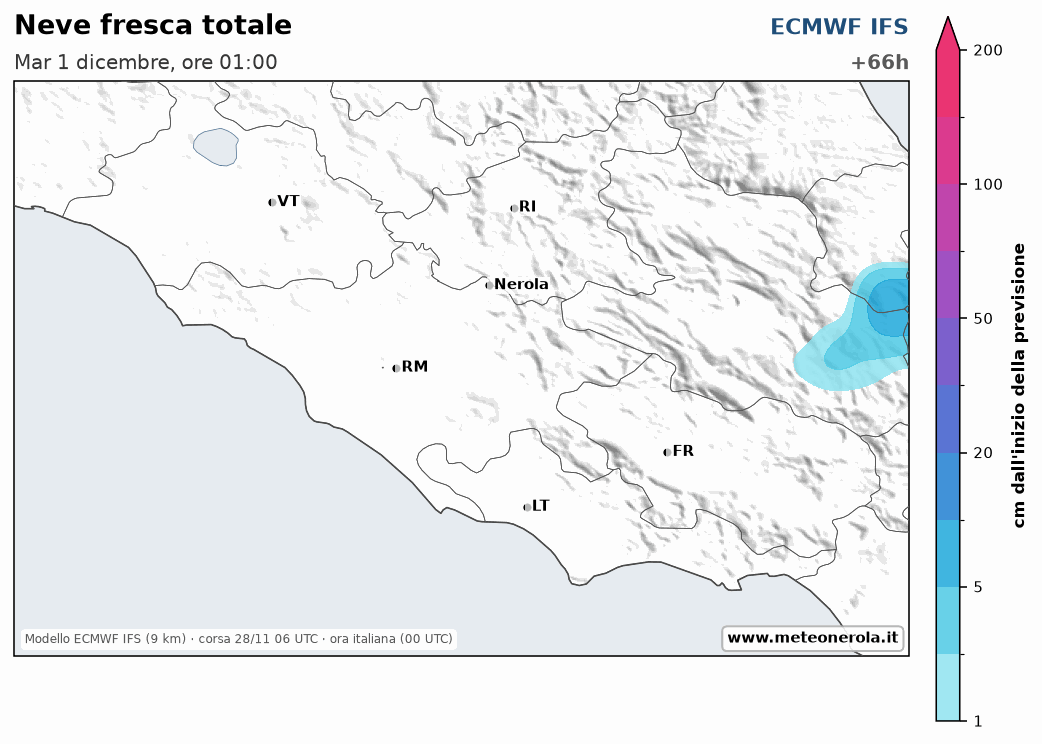 Neve fresca totale
ECMWF IFS
Mar 1 dicembre, ore 01:00
+66h
VT
RI
Nerola
RM
FR
LT
Modello ECMWF IFS (9 km) · corsa 28/11 06 UTC · ora italiana (00 UTC)
www.meteonerola.it
200
100
50
20
5
1
cm dall'inizio della previsione